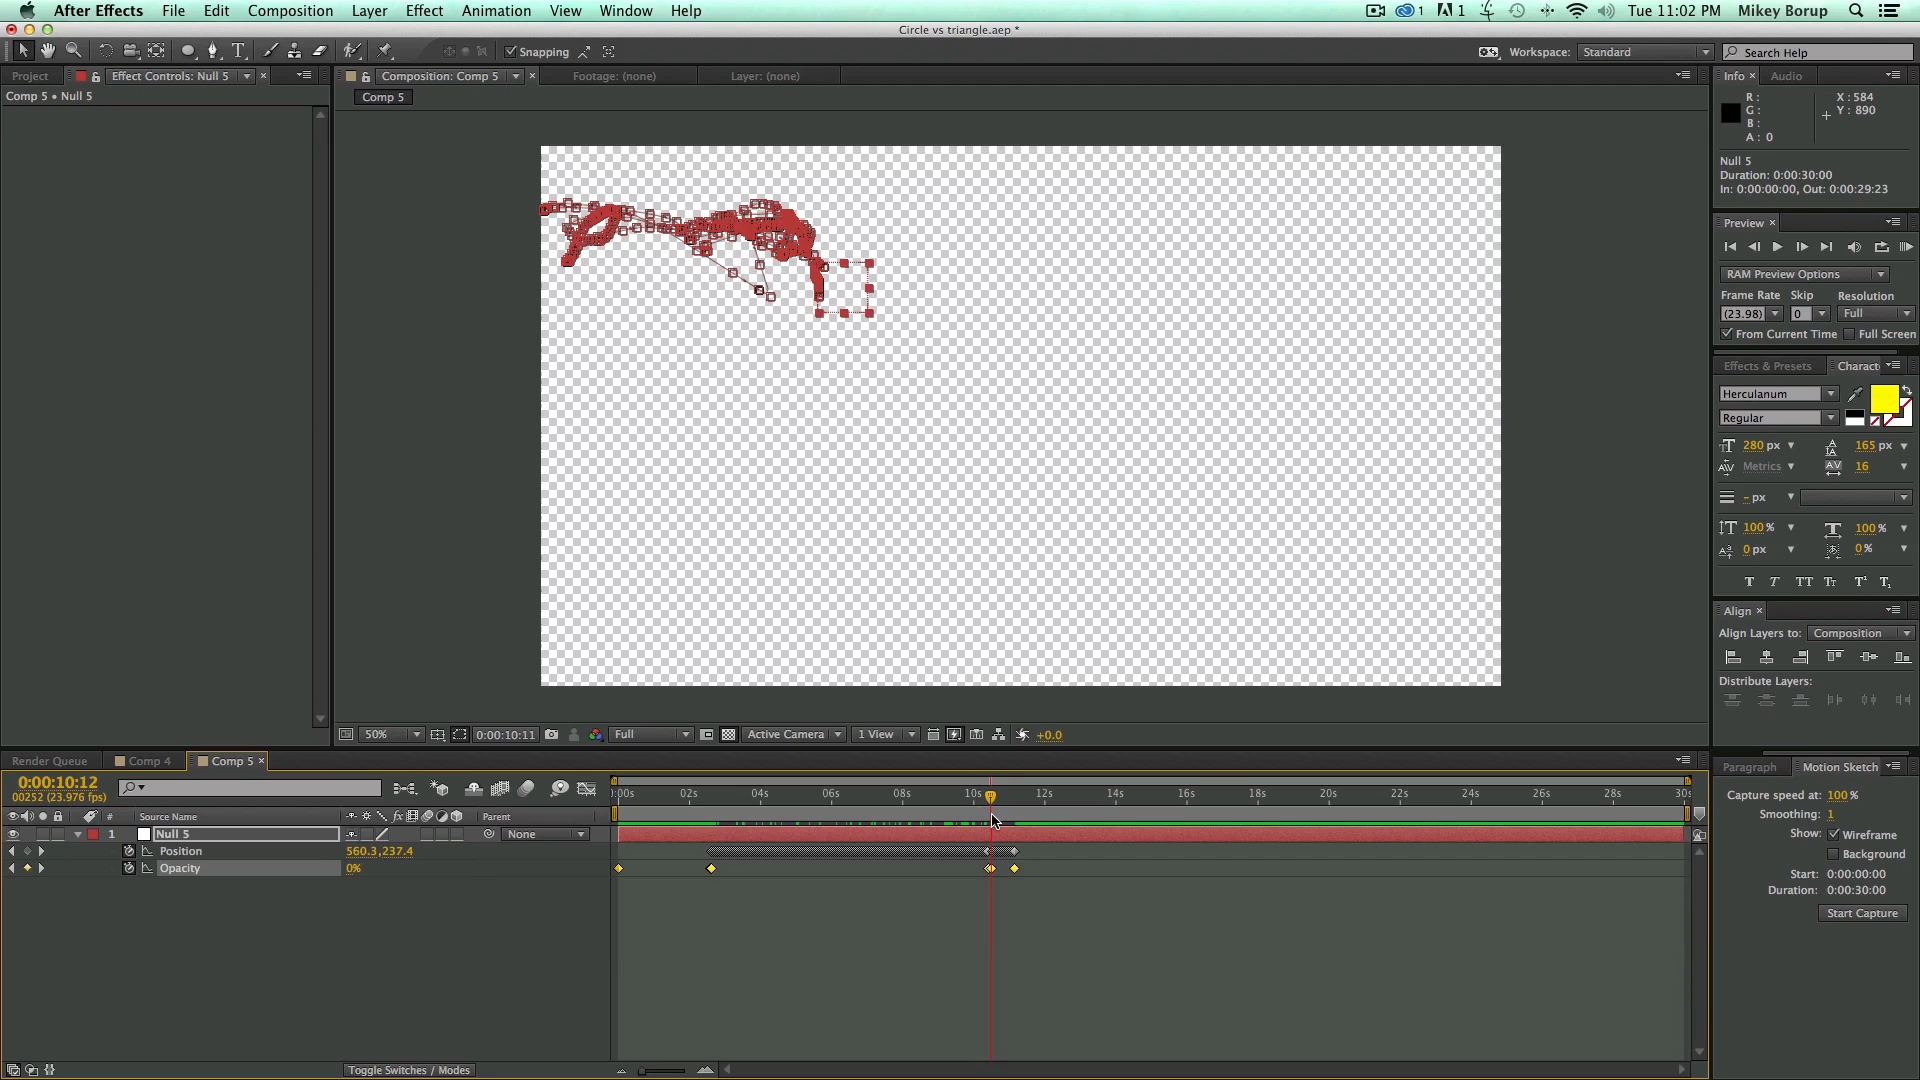 After Effects File Edit Composition Layer Effect Animation View Window Help 1 1 Tue 11:02 PM Mikey Borup
Circle vs triangle.aep *
Snapping Workspace: Standard Search Help
Project Effect Controls: Null 5 × Composition: Comp 5 × Footage: (none) Layer: (none) Info × Audio
Comp 5 • Null 5 Comp 5
R : X : 584
G : Y : 890
B :
A : 0
Null 5
Duration: 0:00:30:00
In: 0:00:00:00, Out: 0:00:29:23
Preview ×
RAM Preview Options
Frame Rate Skip Resolution
(23.98) 0 Full
From Current Time Full Screen
Effects & Presets Charact
Herculanum
Regular
280 px 165 px
Metrics 16
- px
100 % 100 %
0 px 0 %
T T TT Tt T¹ T₁
Align ×
Align Layers to: Composition
Distribute Layers:
50% 0:00:10:11 Full Active Camera 1 View +0.0
Render Queue Comp 4 Comp 5 × Paragraph Motion Sketch
0:00:10:12
00252 (23.976 fps)
:00s 02s 04s 06s 08s 10s 12s 14s 16s 18s 20s 22s 24s 26s 28s 30s
# Source Name fx Parent
1 Null 5 None
Position 560.3,237.4
Opacity 0%
Capture speed at: 100 %
Smoothing: 1
Show: Wireframe
Background
Start: 0:00:00:00
Duration: 0:00:30:00
Start Capture
Toggle Switches / Modes